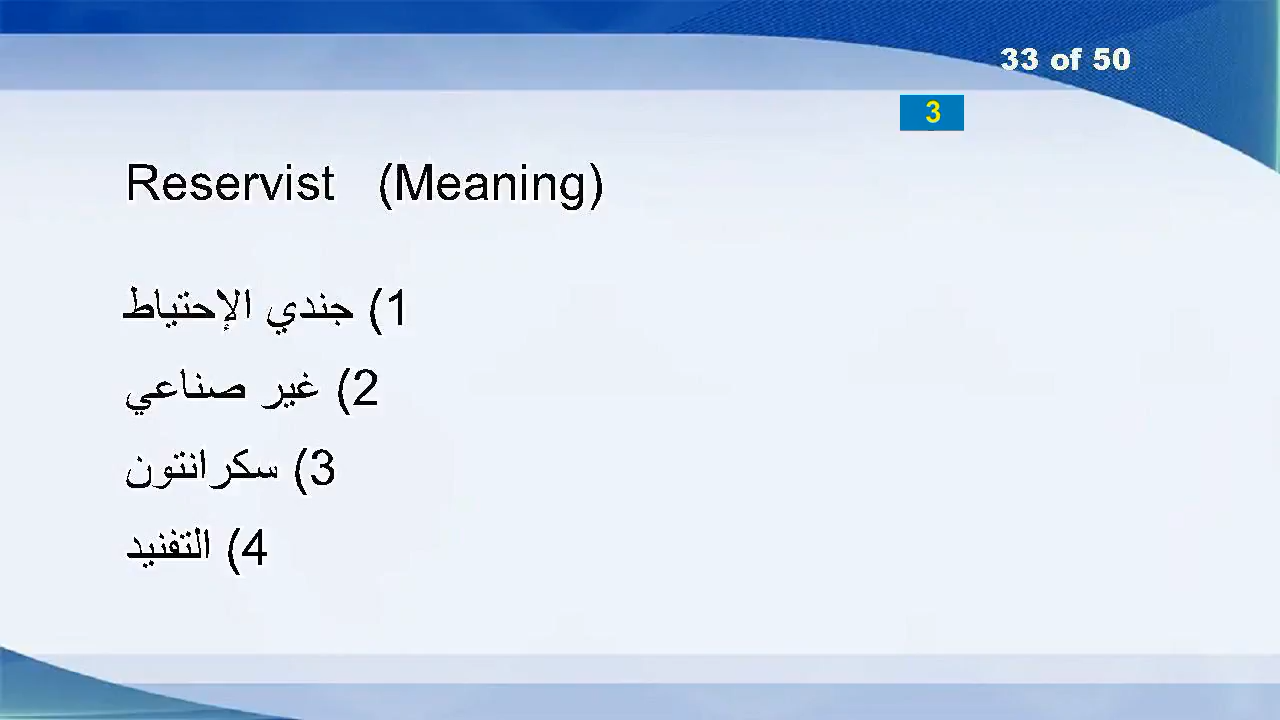 33 of 50
3
Reservist (Meaning)
1) جندي الإحتياط
2) غير صناعي
3) سكرانتون
4) التفنيد